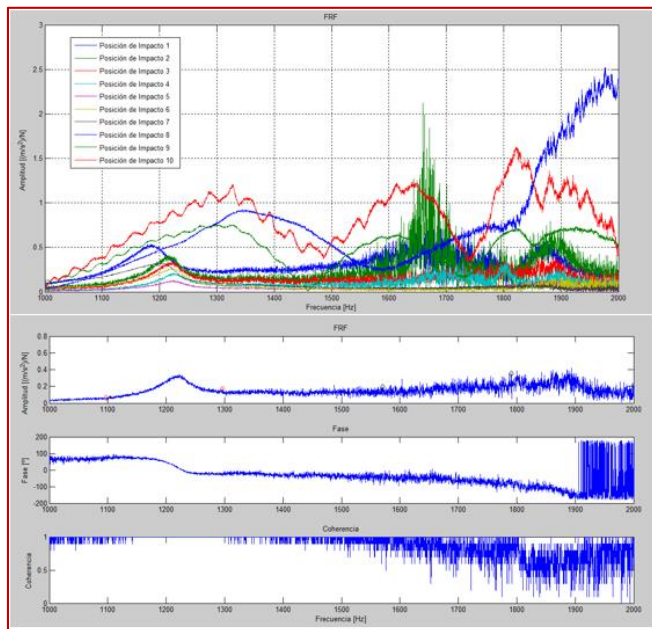 FRF
3
2.5
2
1.5
1
0.5
0
Amplitud [(m/s²)/N]
Posición de Impacto 1
Posición de Impacto 2
Posición de Impacto 3
Posición de Impacto 4
Posición de Impacto 5
Posición de Impacto 6
Posición de Impacto 7
Posición de Impacto 8
Posición de Impacto 9
Posición de Impacto 10
1000 1100 1200 1300 1400 1500 1600 1700 1800 1900 2000
Frecuencia [Hz]
FRF
0.8
0.6
0.4
0.2
0
Amplitud [(m/s²)/N]
1000 1100 1200 1300 1400 1500 1600 1700 1800 1900 2000
Fase
200
100
0
-100
-200
Fase [º]
1000 1100 1200 1300 1400 1500 1600 1700 1800 1900 2000
Coherencia
1
0.5
0
Coherencia
1000 1100 1200 1300 1400 1500 1600 1700 1800 1900 2000
Frecuencia [Hz]